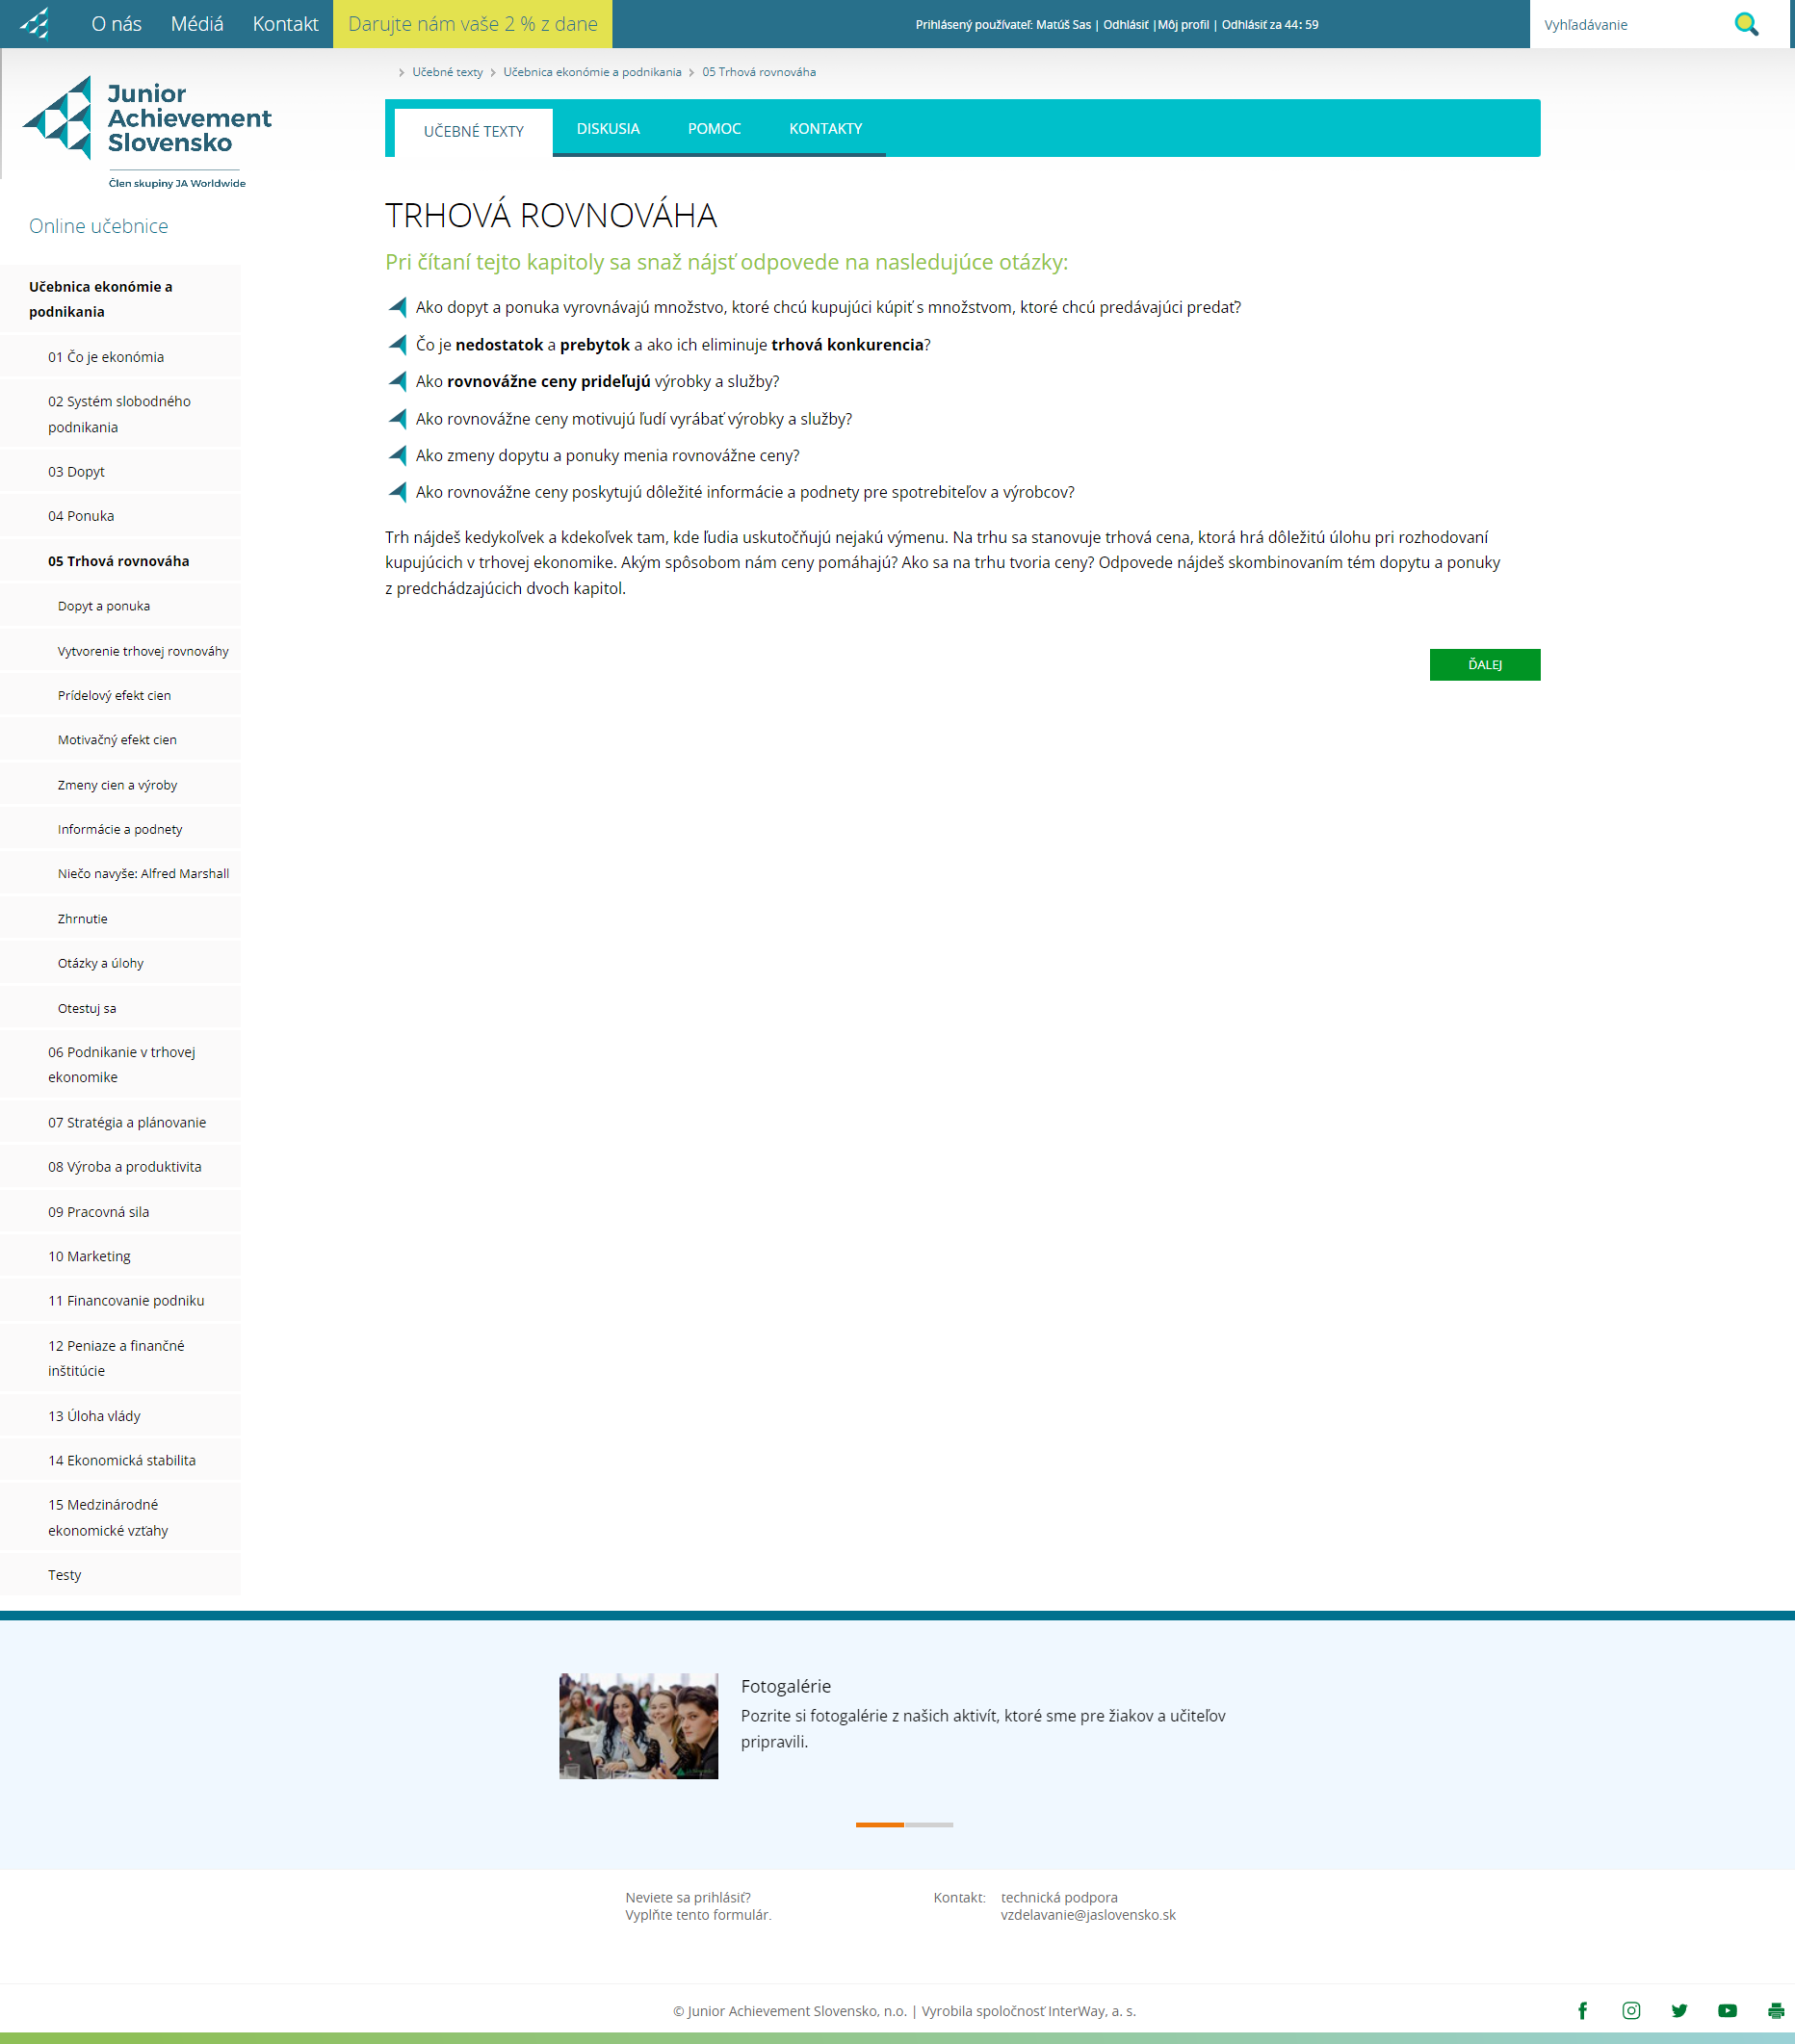 O nás Médiá Kontakt Darujte nám vaše 2 % z dane
Prihlásený používateľ: Matúš Sas | Odhlásiť |Môj profil | Odhlásiť za 44: 59
Vyhľadávanie
Junior
Achievement
Slovensko
Člen skupiny JA Worldwide
Online učebnice
Učebnica ekonómie a
podnikania
01 Čo je ekonómia
02 Systém slobodného
podnikania
03 Dopyt
04 Ponuka
05 Trhová rovnováha
Dopyt a ponuka
Vytvorenie trhovej rovnováhy
Prídelový efekt cien
Motivačný efekt cien
Zmeny cien a výroby
Informácie a podnety
Niečo navyše: Alfred Marshall
Zhrnutie
Otázky a úlohy
Otestuj sa
06 Podnikanie v trhovej
ekonomike
07 Stratégia a plánovanie
08 Výroba a produktivita
09 Pracovná sila
10 Marketing
11 Financovanie podniku
12 Peniaze a finančné
inštitúcie
13 Úloha vlády
14 Ekonomická stabilita
15 Medzinárodné
ekonomické vzťahy
Testy
Učebné texty Učebnica ekonómie a podnikania 05 Trhová rovnováha
UČEBNÉ TEXTY DISKUSIA POMOC KONTAKTY
TRHOVÁ ROVNOVÁHA
Pri čítaní tejto kapitoly sa snaž nájsť odpovede na nasledujúce otázky:
Ako dopyt a ponuka vyrovnávajú množstvo, ktoré chcú kupujúci kúpiť s množstvom, ktoré chcú predávajúci predať?
Čo je nedostatok a prebytok a ako ich eliminuje trhová konkurencia?
Ako rovnovážne ceny prideľujú výrobky a služby?
Ako rovnovážne ceny motivujú ľudí vyrábať výrobky a služby?
Ako zmeny dopytu a ponuky menia rovnovážne ceny?
Ako rovnovážne ceny poskytujú dôležité informácie a podnety pre spotrebiteľov a výrobcov?
Trh nájdeš kedykoľvek a kdekoľvek tam, kde ľudia uskutočňujú nejakú výmenu. Na trhu sa stanovuje trhová cena, ktorá hrá dôležitú úlohu pri rozhodovaní
kupujúcich v trhovej ekonomike. Akým spôsobom nám ceny pomáhajú? Ako sa na trhu tvoria ceny? Odpovede nájdeš skombinovaním tém dopytu a ponuky
z predchádzajúcich dvoch kapitol.
ĎALEJ
Fotogalérie
Pozrite si fotogalérie z našich aktivít, ktoré sme pre žiakov a učiteľov
pripravili.
Neviete sa prihlásiť?
Vyplňte tento formulár.
Kontakt: technická podpora
vzdelavanie@jaslovensko.sk
© Junior Achievement Slovensko, n.o. | Vyrobila spoločnosť InterWay, a. s.